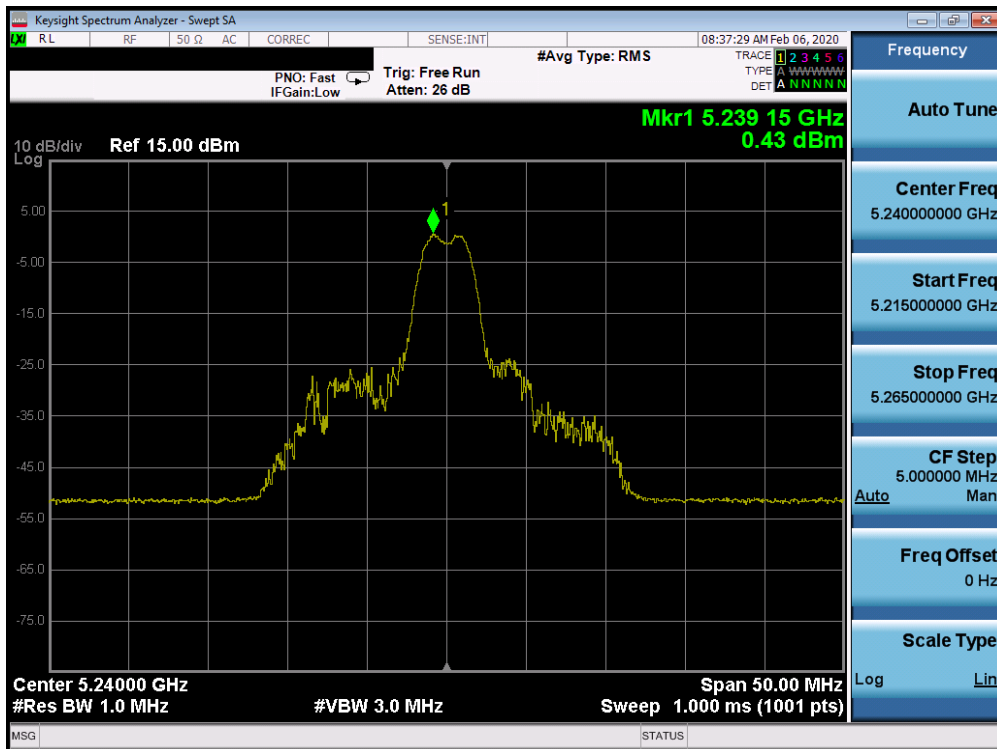 Keysight Spectrum Analyzer - Swept SA
LXI RL RF 50 Ω AC CORREC SENSE:INT 08:37:29 AM Feb 06, 2020
Frequency
#Avg Type: RMS
TRACE 1 2 3 4 5 6
PNO: Fast Trig: Free Run
TYPE A WWWWW
IFGain:Low Atten: 26 dB
DET A N N N N N
Auto Tune
Mkr1 5.239 15 GHz
0.43 dBm
10 dB/div Ref 15.00 dBm
Log
Center Freq
5.240000000 GHz
1
5.00
-5.00
Start Freq
5.215000000 GHz
-15.0
-25.0
Stop Freq
5.265000000 GHz
-35.0
-45.0
CF Step
5.000000 MHz
Auto Man
-55.0
Freq Offset
0 Hz
-65.0
-75.0
Scale Type
Log Lin
Center 5.24000 GHz Span 50.00 MHz
#Res BW 1.0 MHz #VBW 3.0 MHz Sweep 1.000 ms (1001 pts)
MSG STATUS